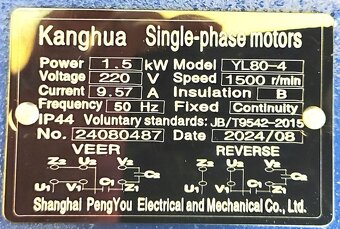 Kanghua Single-phase motors
Power 1.5 kW Model YL80-4
Voltage 220 V Speed 1500 r/min
Current 9.57 A Insulation B
Frequency 50 Hz Fixed Continuity
IP44 Voluntary standards: JB/T9542-2015
No. 24080487 Date 2024/08
VEER REVERSE
Z2 U2 V2 Z2 U2 V2
C2 C2
U1 Z1 C1 V1 U1 Z1 C1 V1
Shanghai PengYou Electrical and Mechanical Co., Ltd.